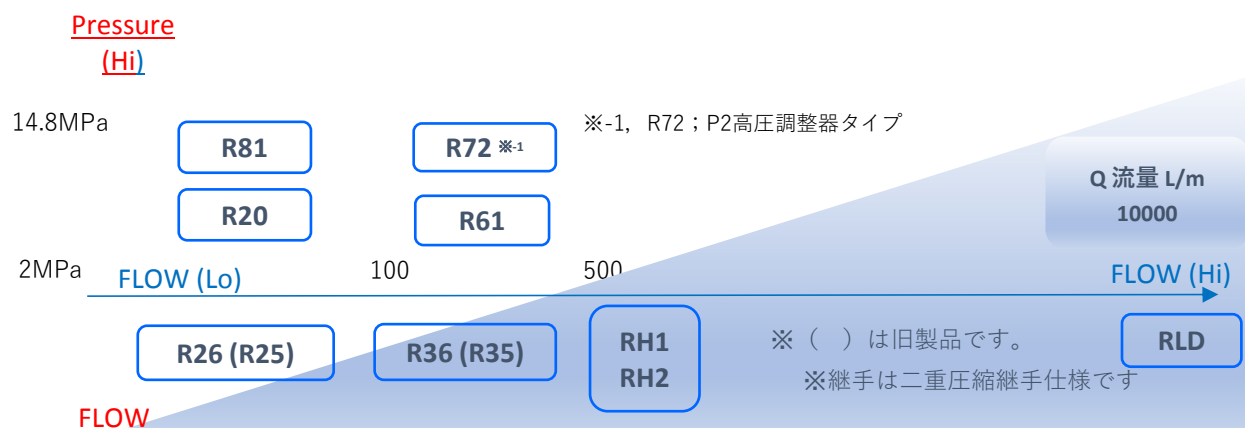 Pressure
(Hi)
14.8MPa
R81
R72 ※-1
※-1, R72；P2高圧調整器タイプ
Q 流量 L/m
10000
R20
R61
2MPa
FLOW (Lo)
100
500
FLOW (Hi)
R26 (R25)
R36 (R35)
RH1
RH2
※（　）は旧製品です。
※継手は二重圧縮継手仕様です
RLD
FLOW